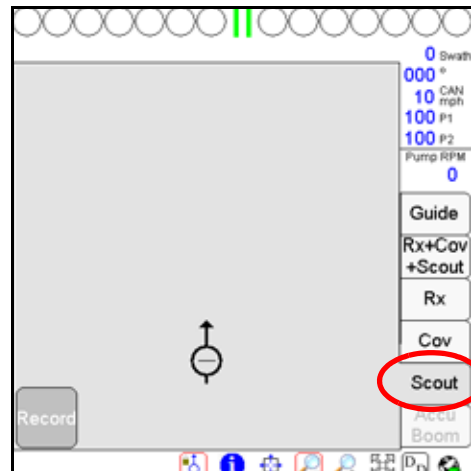 0 Swath
000 °
10 CAN mph
100 P1
100 P2
Pump RPM
0
Guide
Rx+Cov
+Scout
Rx
Cov
Scout
Accu
Boom
Record
D D